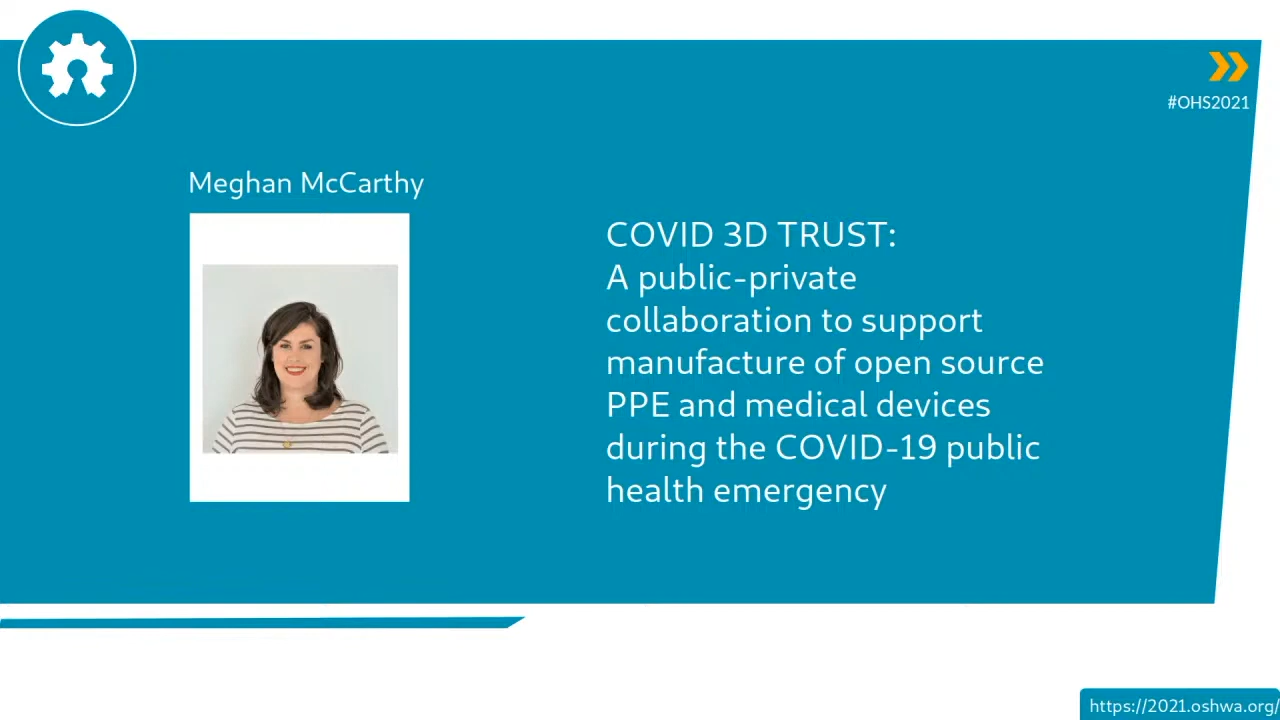 #OHS2021
Meghan McCarthy
COVID 3D TRUST:
A public-private
collaboration to support
manufacture of open source
PPE and medical devices
during the COVID-19 public
health emergency
https://2021.oshwa.org/